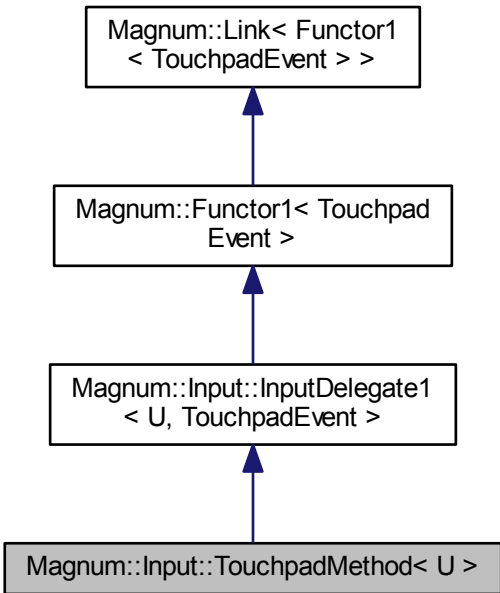 Magnum::Link< Functor1
< TouchpadEvent > >
Magnum::Functor1< Touchpad
Event >
Magnum::Input::InputDelegate1
< U, TouchpadEvent >
Magnum::Input::TouchpadMethod< U >